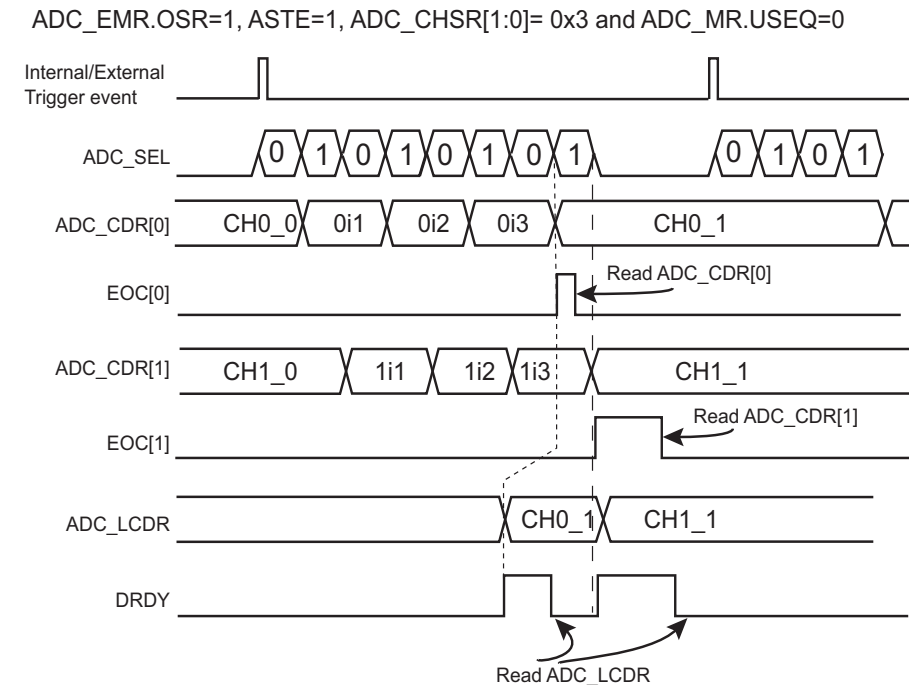 ADC_EMR.OSR=1, ASTE=1, ADC_CHSR[1:0]= 0x3 and ADC_MR.USEQ=0
Internal/External
Trigger event
ADC_SEL 0 1 0 1 0 1 0 1 0 1 0 1
ADC_CDR[0] CH0_0 0i1 0i2 0i3 CH0_1
EOC[0] Read ADC_CDR[0]
ADC_CDR[1] CH1_0 1i1 1i2 1i3 CH1_1
EOC[1] Read ADC_CDR[1]
ADC_LCDR CH0_1 CH1_1
DRDY
Read ADC_LCDR